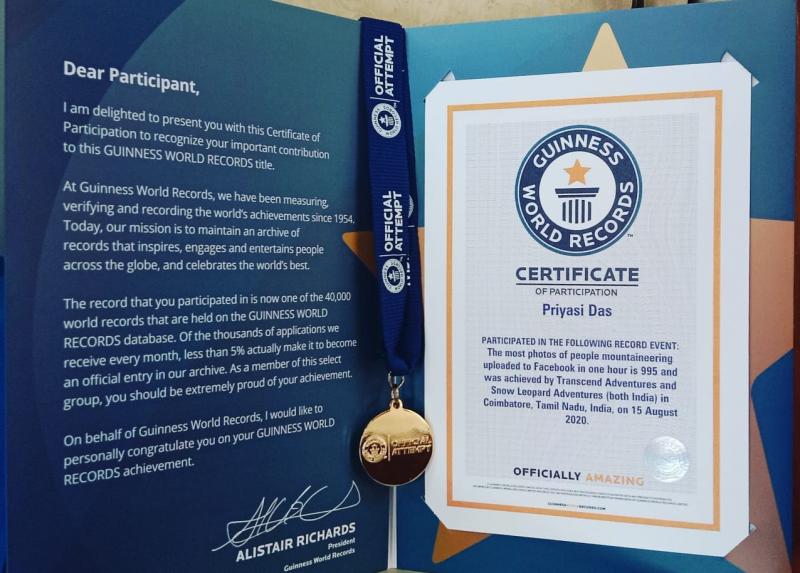 Dear Participant,
I am delighted to present you with this Certificate of
Participation to recognize your important contribution
to this GUINNESS WORLD RECORDS title.
At Guinness World Records, we have been measuring,
verifying and recording the world's achievements since 1954.
Today, our mission is to maintain an archive of
records that inspires, engages and entertains people
across the globe, and celebrates the world's best.
The record that you participated in is now one of the 40,000
world records that are held on the GUINNESS WORLD
RECORDS database. Of the thousands of applications we
receive every month, less than 5% actually make it to become
an official entry in our archive. As a member of this select
group, you should be extremely proud of your achievement.
On behalf of Guinness World Records, I would like to
personally congratulate you on your GUINNESS WORLD
RECORDS achievement.
ALISTAIR RICHARDS
President
Guinness World Records
OFFICIAL
ATTEMPT
OFFICIAL
ATTEMPT
OFFICIAL
ATTEMPT
GUINNESS
WORLD RECORDS
TM
CERTIFICATE
OF PARTICIPATION
Priyasi Das
PARTICIPATED IN THE FOLLOWING RECORD EVENT:
The most photos of people mountaineering
uploaded to Facebook in one hour is 995 and
was achieved by Transcend Adventures and
Snow Leopard Adventures (both India) in
Coimbatore, Tamil Nadu, India, on 15 August
2020.
OFFICIALLY AMAZING
GUINNESSWORLDRECORDS.COM